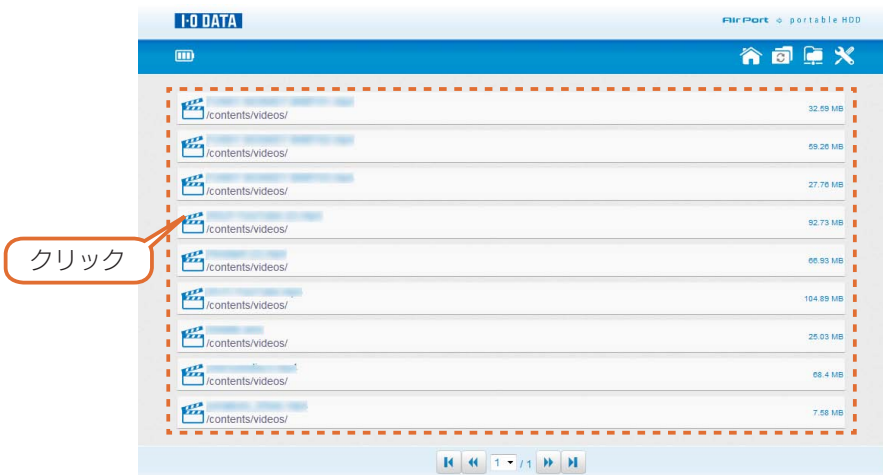 I-O DATA
AirPort portable HDD
32.59 MB
/contents/videos/
69.26 MB
/contents/videos/
27.76 MB
/contents/videos/
92.73 MB
/contents/videos/
クリック
66.93 MB
/contents/videos/
104.89 MB
/contents/videos/
25.03 MB
/contents/videos/
68.4 MB
/contents/videos/
7.58 MB
/contents/videos/
1 / 1